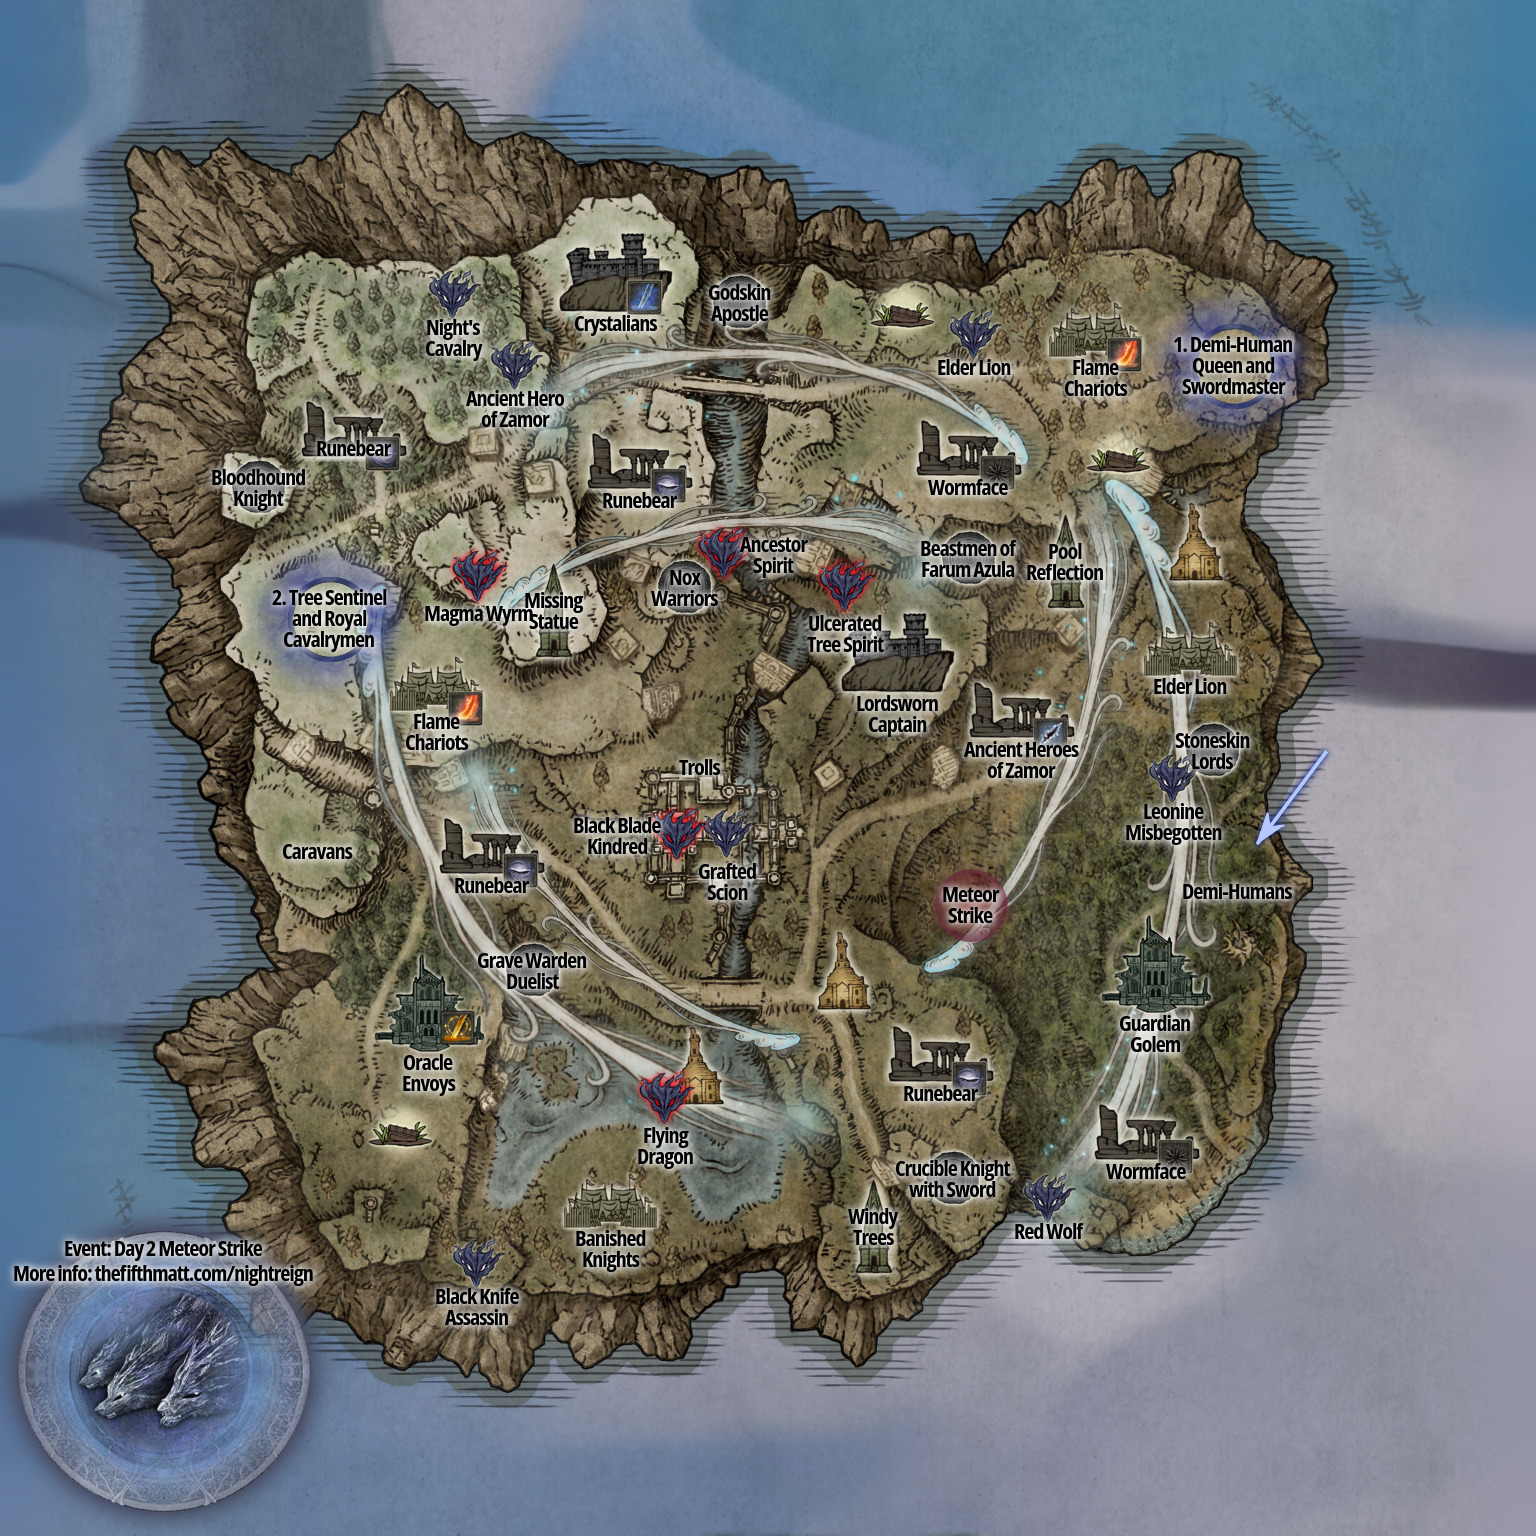 Godskin
Apostle
Crystalians
Night's
Cavalry
Elder Lion
Flame
Chariots
1. Demi-Human
Queen and
Swordmaster
Ancient Hero
of Zamor
Runebear
Bloodhound
Knight
Runebear
Wormface
Ancestor
Spirit
Beastmen of
Farum Azula
Pool
Reflection
Nox
Warriors
2. Tree Sentinel
and Royal
Cavalrymen
Magma Wyrm
Missing
Statue
Ulcerated
Tree Spirit
Elder Lion
Lordsworn
Captain
Flame
Chariots
Ancient Heroes
of Zamor
Stoneskin
Lords
Trolls
Leonine
Misbegotten
Black Blade
Kindred
Caravans
Grafted
Scion
Runebear
Meteor
Strike
Demi-Humans
Grave Warden
Duelist
Guardian
Golem
Oracle
Envoys
Runebear
Flying
Dragon
Crucible Knight
with Sword
Wormface
Windy
Trees
Red Wolf
Banished
Knights
Black Knife
Assassin
Event: Day 2 Meteor Strike
More info: thefifthmatt.com/nightreign